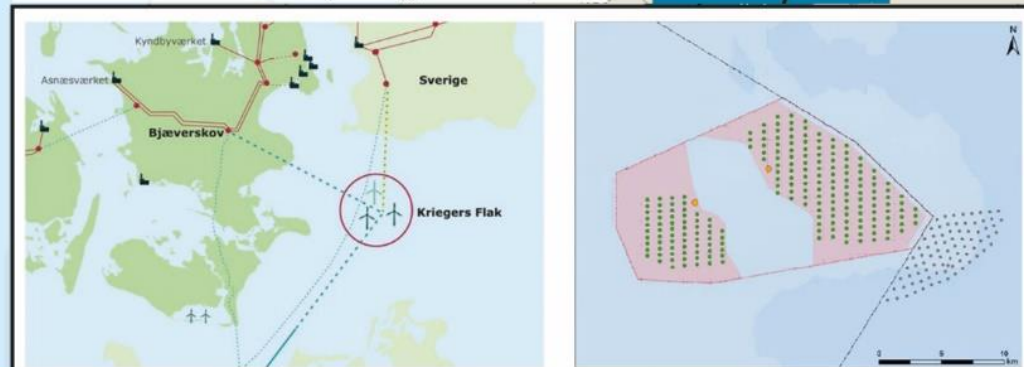 Kyndbyværket
Asnæsværket
Sverige
Bjæverskov
Kriegers Flak
N
0 5 10
km